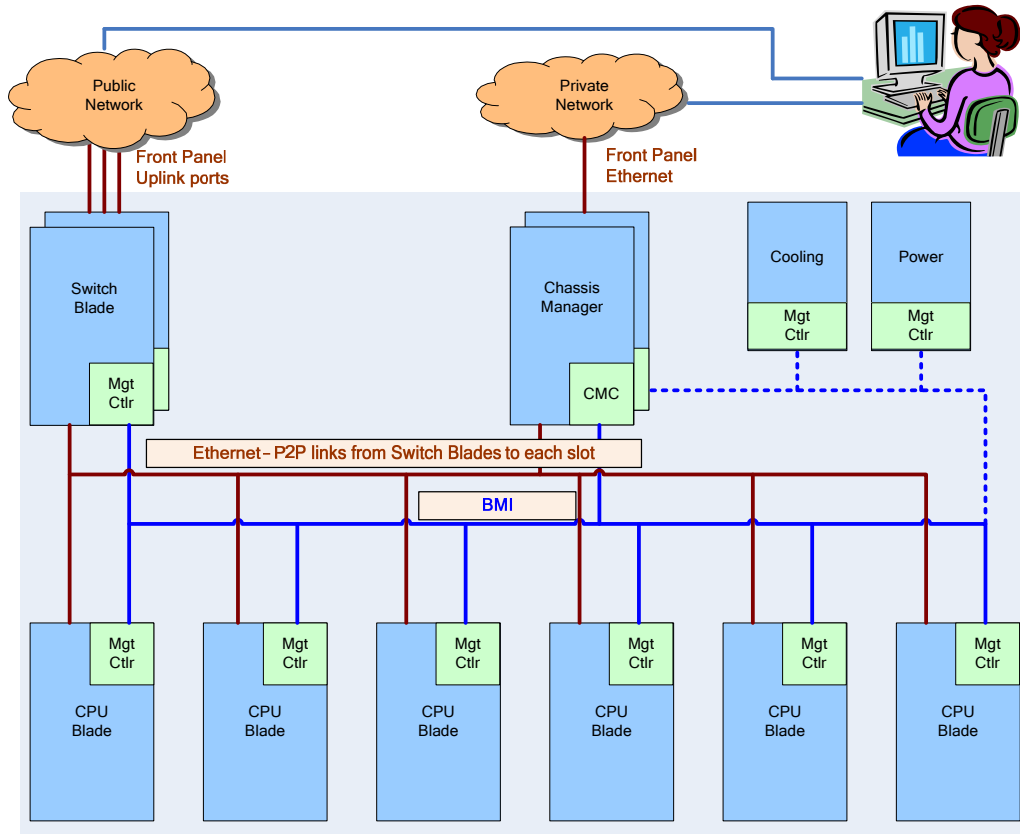 Public
Network
Private
Network
Front Panel
Uplink ports
Front Panel
Ethernet
Switch
Blade
Mgt
Ctlr
Chassis
Manager
CMC
Cooling
Mgt
Ctlr
Power
Mgt
Ctlr
Ethernet – P2P links from Switch Blades to each slot
BMI
Mgt
Ctlr
CPU
Blade
Mgt
Ctlr
CPU
Blade
Mgt
Ctlr
CPU
Blade
Mgt
Ctlr
CPU
Blade
Mgt
Ctlr
CPU
Blade
Mgt
Ctlr
CPU
Blade